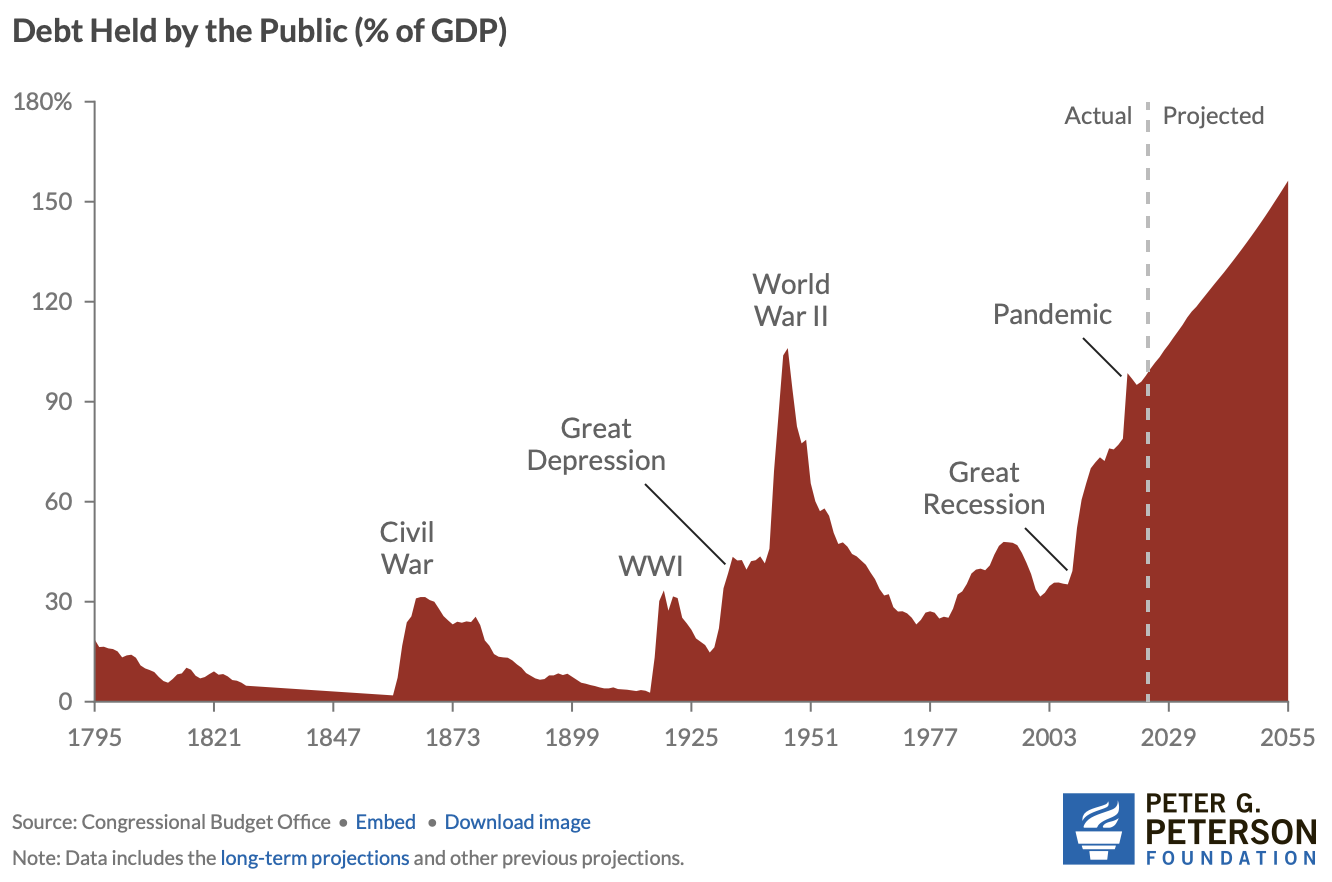 Debt Held by the Public (% of GDP)
180%
Actual
Projected
150
World
War II
120
Pandemic
90
Great
Depression
Great
Recession
60
Civil
War
WWI
30
0
1795
1821
1847
1873
1899
1925
1951
1977
2003
2029
2055
Source: Congressional Budget Office • Embed • Download image
Note: Data includes the long-term projections and other previous projections.
PETER G.
PETERSON
FOUNDATION